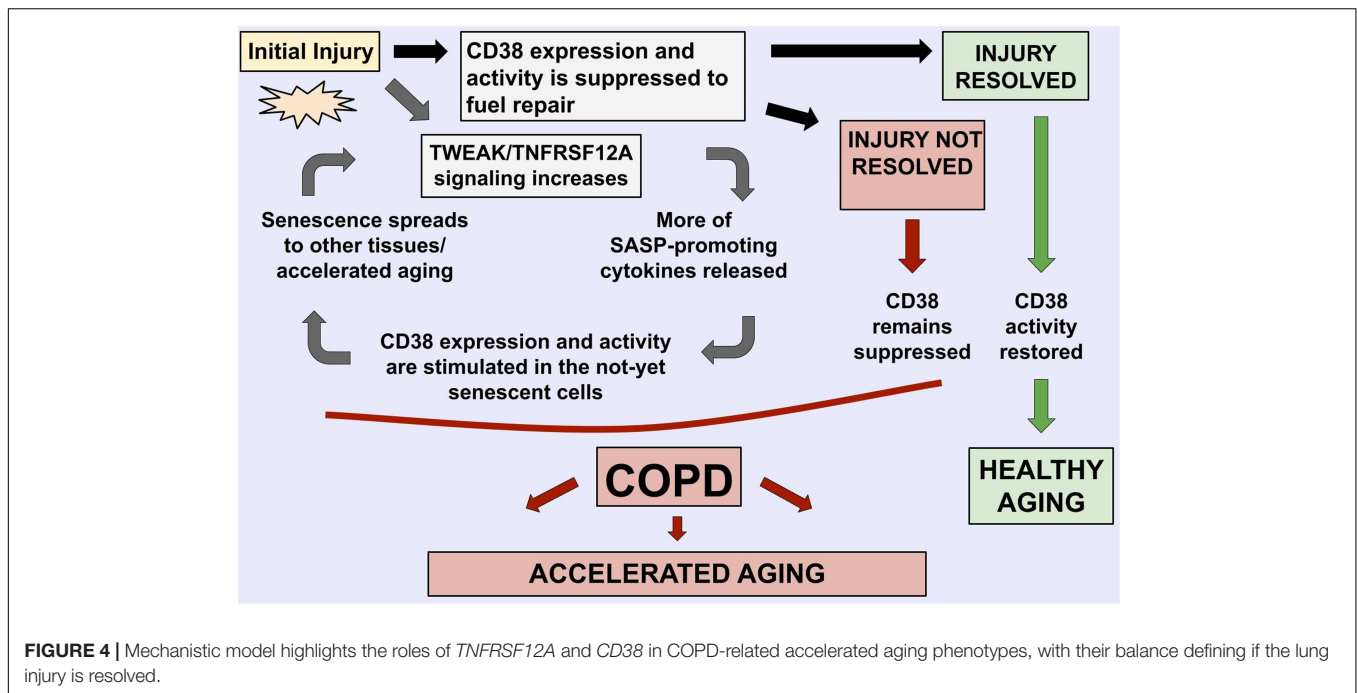 Initial Injury
CD38 expression and
activity is suppressed to
fuel repair
INJURY
RESOLVED
TWEAK/TNFRSF12A
signaling increases
INJURY NOT
RESOLVED
Senescence spreads
to other tissues/
accelerated aging
More of
SASP-promoting
cytokines released
CD38
remains
suppressed
CD38
activity
restored
CD38 expression and activity
are stimulated in the not-yet
senescent cells
COPD
HEALTHY
AGING
ACCELERATED AGING
FIGURE 4 | Mechanistic model highlights the roles of TNFRSF12A and CD38 in COPD-related accelerated aging phenotypes, with their balance defining if the lung
injury is resolved.